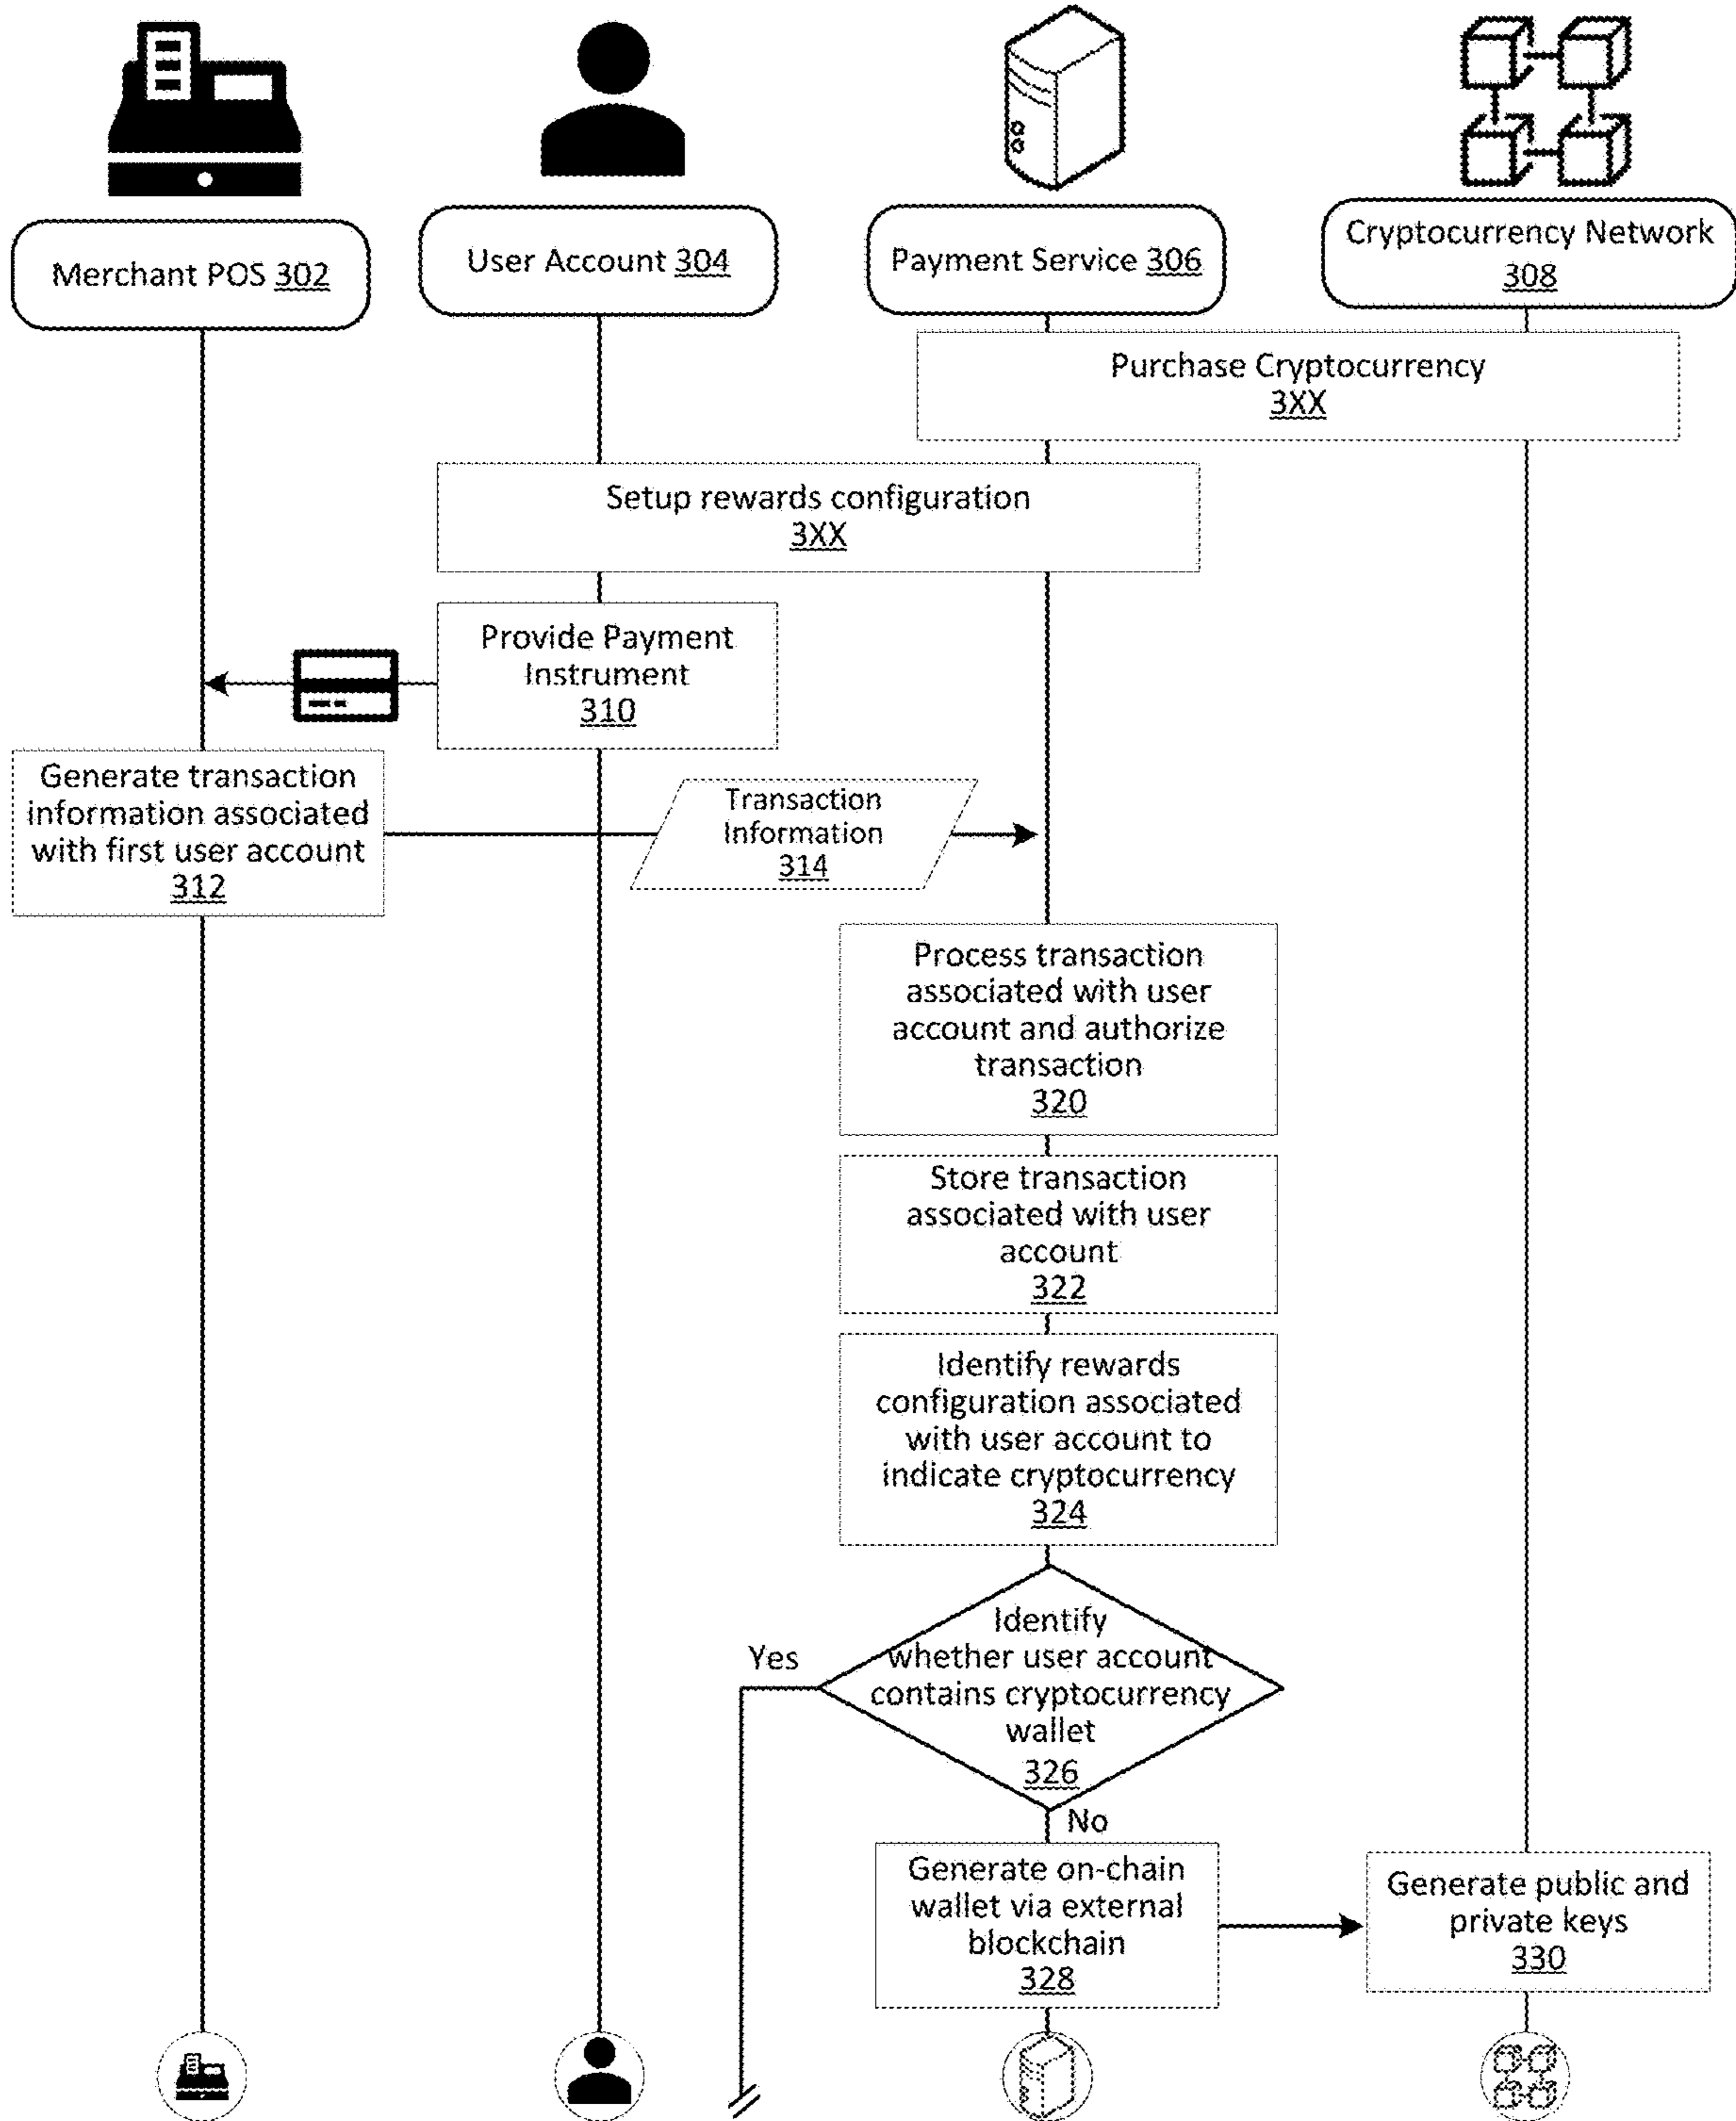 Merchant POS 302
User Account 304
Payment Service 306
Cryptocurrency Network
308
Purchase Cryptocurrency
3XX
Setup rewards configuration
3XX
Provide Payment
Instrument
310
Generate transaction
information associated
with first user account
312
Transaction
Information
314
Process transaction
associated with user
account and authorize
transaction
320
Store transaction
associated with user
account
322
Identify rewards
configuration associated
with user account to
indicate cryptocurrency
324
Identify
whether user account
contains cryptocurrency
wallet
326
Yes
No
Generate on-chain
wallet via external
blockchain
328
Generate public and
private keys
330